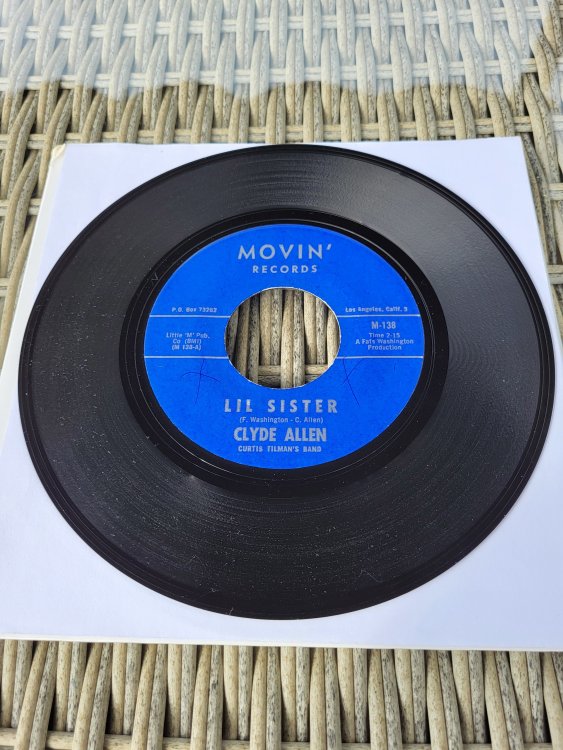 MOVIN'
RECORDS
P.O. Box 73262
Los Angeles, Calif. 3
Little 'M' Pub.
Co (BMI)
(M 138-A)
M-138
Time 2-15
A Fats Washington
Production
LIL SISTER
(F. Washington - C. Allen)
CLYDE ALLEN
CURTIS TILMAN'S BAND